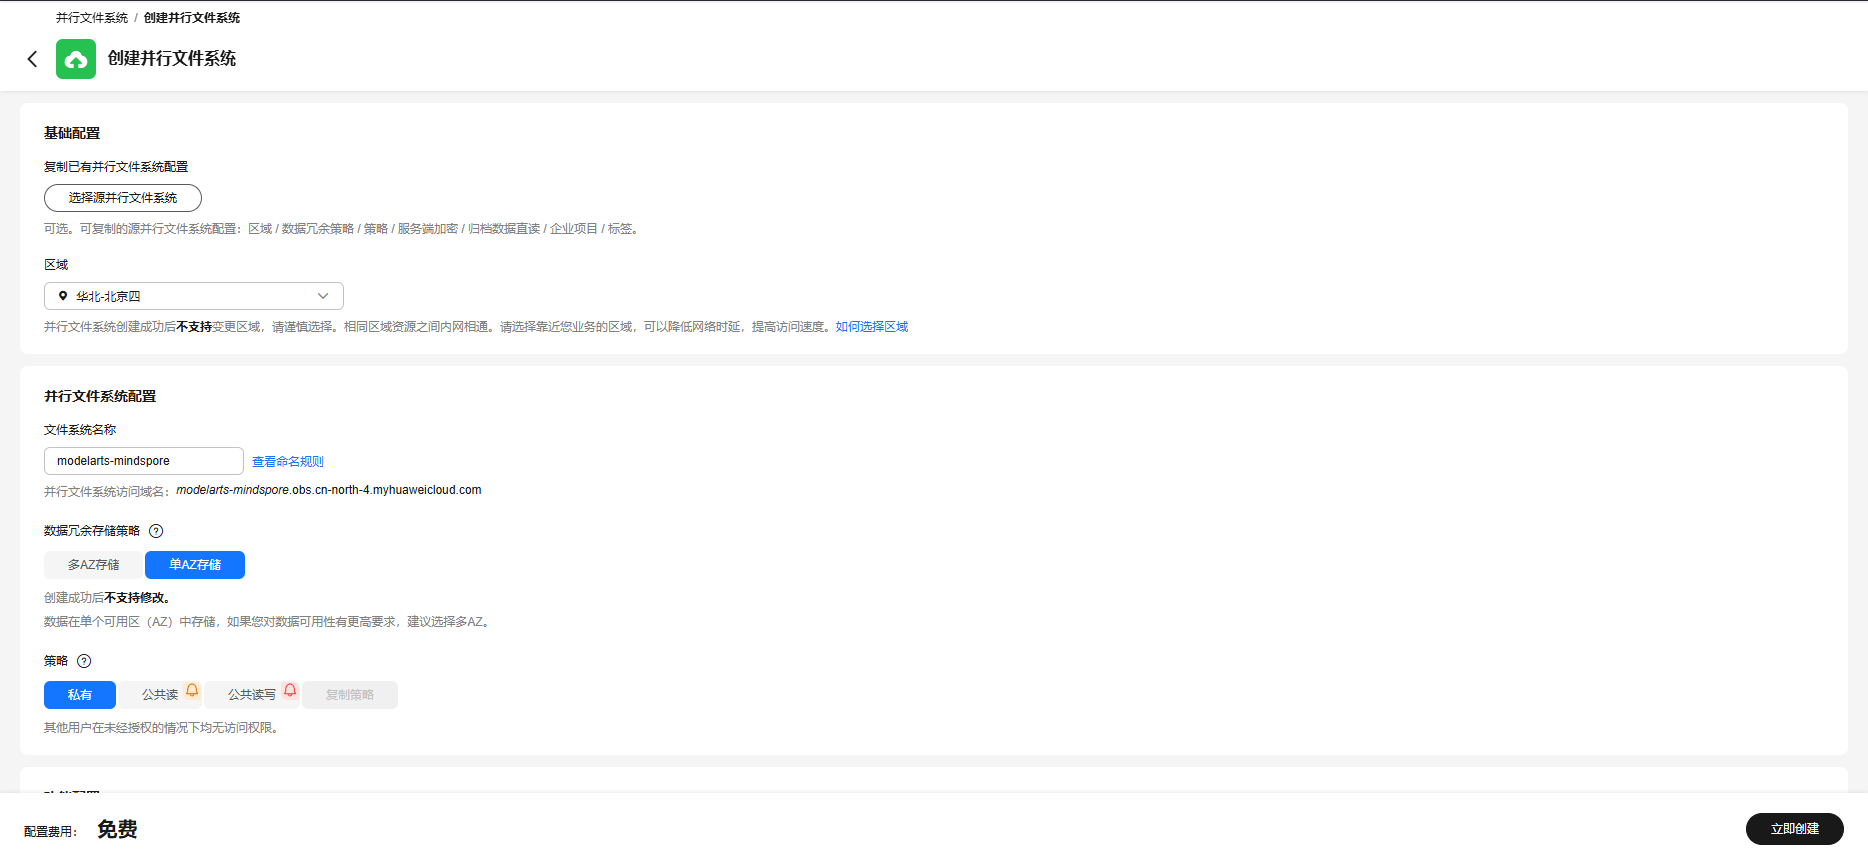 并行文件系统 / 创建并行文件系统
创建并行文件系统
基础配置
复制已有并行文件系统配置
选择源并行文件系统
可选。可复制的源并行文件系统配置：区域 / 数据冗余策略 / 策略 / 服务端加密 / 归档数据直读 / 企业项目 / 标签。
区域
华北-北京四
并行文件系统创建成功后不支持变更区域，请谨慎选择。相同区域资源之间内网相通。请选择靠近您业务的区域，可以降低网络时延，提高访问速度。如何选择区域
并行文件系统配置
文件系统名称
modelarts-mindspore 查看命名规则
并行文件系统访问域名：modelarts-mindspore.obs.cn-north-4.myhuaweicloud.com
数据冗余存储策略 ?
多AZ存储 单AZ存储
创建成功后不支持修改。
数据在单个可用区（AZ）中存储，如果您对数据可用性有更高要求，建议选择多AZ。
策略 ?
私有 公共读 公共读写 复制策略
其他用户在未经授权的情况下均无访问权限。
配置费用： 免费
立即创建